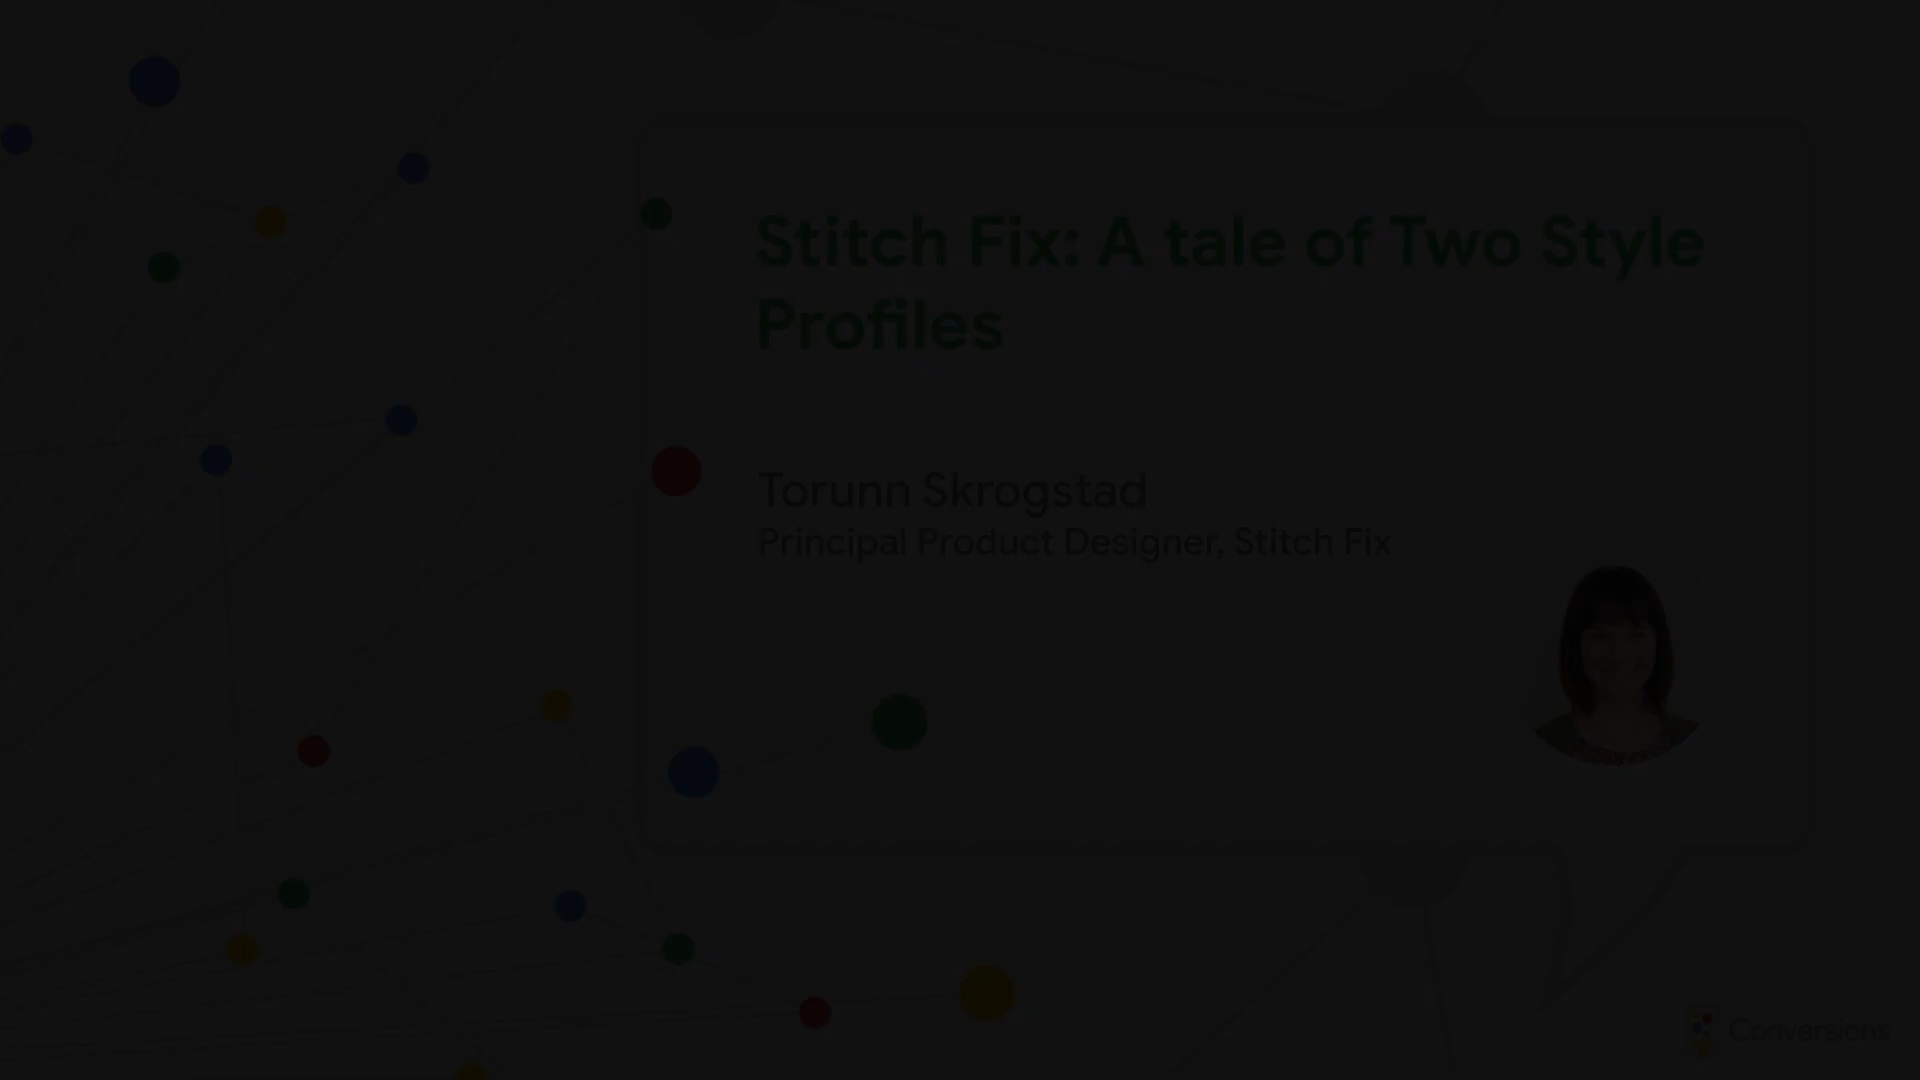 Stitch Fix: A tale of Two Style
Profiles
Torunn Skrogstad
Principal Product Designer, Stitch Fix
Conversions